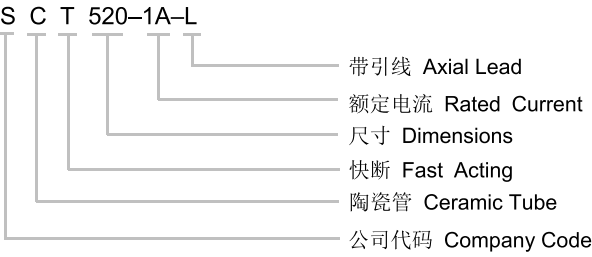 S C T 520–1A–L
带引线 Axial Lead
额定电流 Rated Current
尺寸 Dimensions
快断 Fast Acting
陶瓷管 Ceramic Tube
公司代码 Company Code